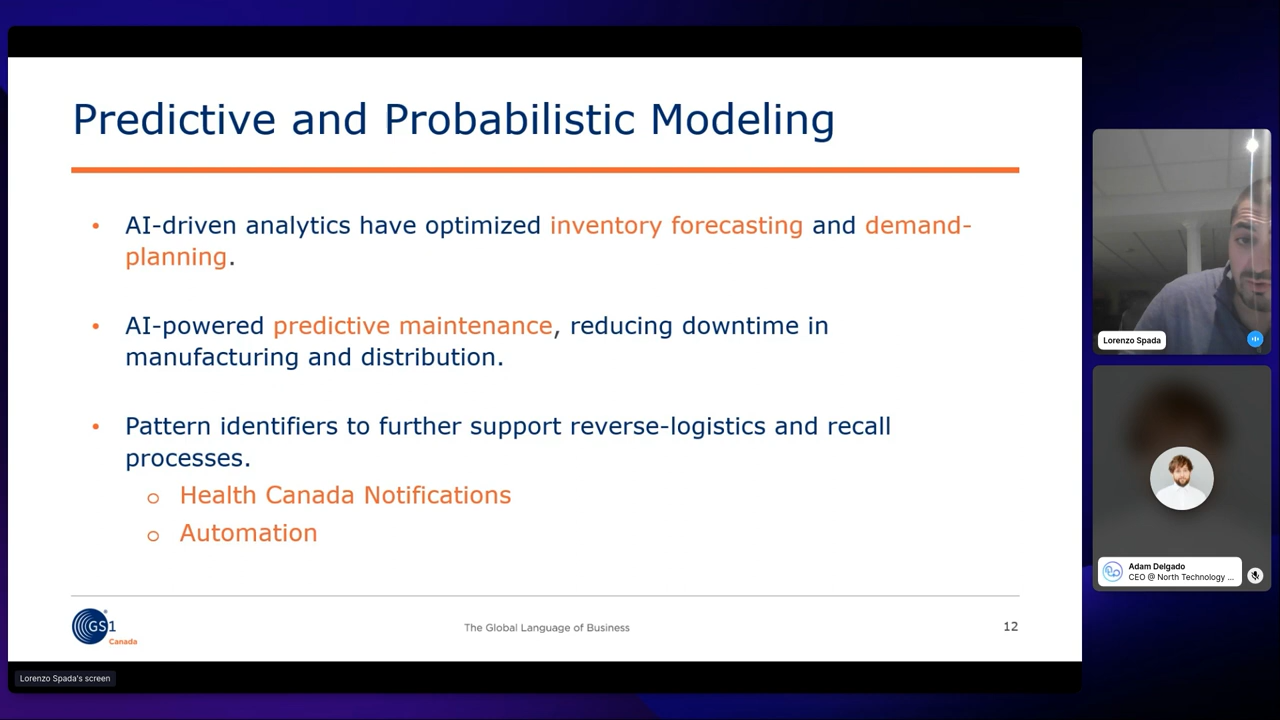 Predictive and Probabilistic Modeling
• AI-driven analytics have optimized inventory forecasting and demand-
planning.
• AI-powered predictive maintenance, reducing downtime in
manufacturing and distribution.
• Pattern identifiers to further support reverse-logistics and recall
processes.
o Health Canada Notifications
o Automation
GS1
Canada
The Global Language of Business
12
Lorenzo Spada's screen
Lorenzo Spada
Adam Delgado
CEO @ North Technology ...